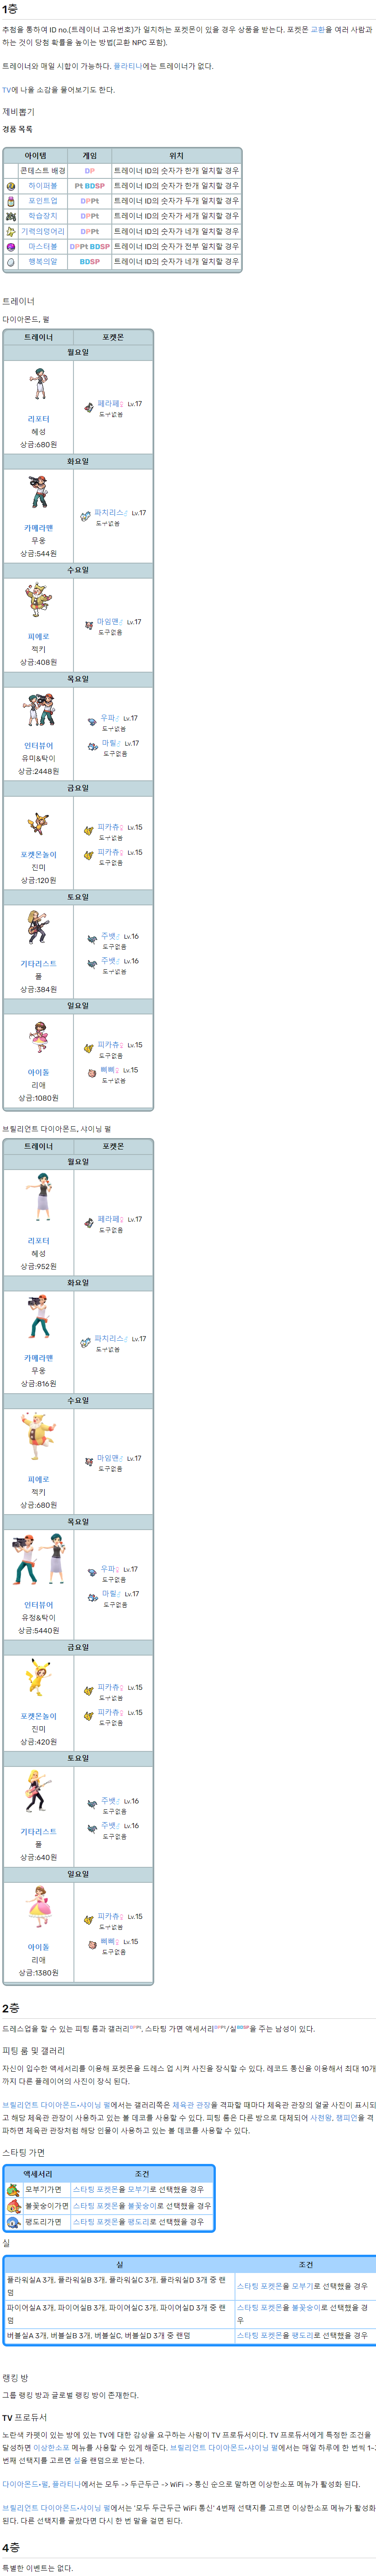 1층
추첨을 통하여 ID no.(트레이너 고유번호)가 일치하는 포켓몬이 있을 경우 상품을 받는다. 포켓몬 교환을 여러 사람과
하는 것이 당첨 확률을 높이는 방법(교환 NPC 포함).
트레이너와 매일 시합이 가능하다. 플라티나에는 트레이너가 없다.
TV에 나올 소감을 물어보기도 한다.
제비뽑기
경품 목록
아이템 게임 위치
콘테스트 배경 DP 트레이너 ID의 숫자가 한개 일치할 경우
하이퍼볼 Pt BDSP 트레이너 ID의 숫자가 한개 일치할 경우
포인트업 DPPt 트레이너 ID의 숫자가 두개 일치할 경우
학습장치 DPPt 트레이너 ID의 숫자가 세개 일치할 경우
기력의덩어리 DPPt 트레이너 ID의 숫자가 네개 일치할 경우
마스터볼 DPPt BDSP 트레이너 ID의 숫자가 전부 일치할 경우
행복의알 BDSP 트레이너 ID의 숫자가 네개 일치할 경우
트레이너
다이아몬드, 펄
트레이너 포켓몬
월요일
페라페♀ Lv.17
도구없음
리포터
혜성
상금:680원
화요일
파치리스♂ Lv.17
도구없음
카메라맨
무웅
상금:544원
수요일
마임맨♂ Lv.17
도구없음
피에로
잭키
상금:408원
목요일
우파♂ Lv.17
도구없음
마릴♂ Lv.17
도구없음
인터뷰어
유미&탁이
상금:2448원
금요일
피카츄♀ Lv.15
도구없음
피카츄♀ Lv.15
도구없음
포켓몬놀이
진미
상금:120원
토요일
주뱃♂ Lv.16
도구없음
주뱃♂ Lv.16
도구없음
기타리스트
폴
상금:384원
일요일
피카츄♀ Lv.15
도구없음
삐삐♀ Lv.15
도구없음
아이돌
리애
상금:1080원
브릴리언트 다이아몬드, 샤이닝 펄
트레이너 포켓몬
월요일
페라페♀ Lv.17
도구없음
리포터
혜성
상금:952원
화요일
파치리스♂ Lv.17
도구없음
카메라맨
무웅
상금:816원
수요일
마임맨♂ Lv.17
도구없음
피에로
잭키
상금:680원
목요일
우파♀ Lv.17
도구없음
마릴♂ Lv.17
도구없음
인터뷰어
유정&탁이
상금:5440원
금요일
피카츄♀ Lv.15
도구없음
피카츄♀ Lv.15
도구없음
포켓몬놀이
진미
상금:420원
토요일
주뱃♂ Lv.16
도구없음
주뱃♂ Lv.16
도구없음
기타리스트
폴
상금:640원
일요일
피카츄♀ Lv.15
도구없음
삐삐♀ Lv.15
도구없음
아이돌
리애
상금:1380원
2층
드레스업을 할 수 있는 피팅 룸과 갤러리DPPt. 스타팅 가면 액세서리DPPt/실BDSP을 주는 남성이 있다.
피팅 룸 및 갤러리
자신이 입수한 액세서리를 이용해 포켓몬을 드레스 업 시켜 사진을 장식할 수 있다. 레코드 통신을 이용해서 최대 10개
까지 다른 플레이어의 사진이 장식 된다.
브릴리언트 다이아몬드·샤이닝 펄에서는 갤러리쪽은 체육관 관장을 격파할 때마다 체육관 관장의 얼굴 사진이 표시되
고 해당 체육관 관장이 사용하고 있는 볼 데코를 사용할 수 있다. 피팅 룸은 다른 방으로 대체되어 사천왕, 챔피언을 격
파하면 체육관 관장처럼 해당 인물이 사용하고 있는 볼 데코를 사용할 수 있다.
스타팅 가면
액세서리 조건
모부기가면 스타팅 포켓몬을 모부기로 선택했을 경우
불꽃숭이가면 스타팅 포켓몬을 불꽃숭이로 선택했을 경우
팽도리가면 스타팅 포켓몬을 팽도리로 선택했을 경우
실
실 조건
플라워실A 3개, 플라워실B 3개, 플라워실C 3개, 플라워실D 3개 중 랜
덤
스타팅 포켓몬을 모부기로 선택했을 경우
파이어실A 3개, 파이어실B 3개, 파이어실C 3개, 파이어실D 3개 중 랜
덤
스타팅 포켓몬을 불꽃숭이로 선택했을 경
우
버블실A 3개, 버블실B 3개, 버블실C, 버블실D 3개 중 랜덤
스타팅 포켓몬을 팽도리로 선택했을 경우
랭킹 방
그룹 랭킹 방과 글로벌 랭킹 방이 존재한다.
TV 프로듀서
노란색 카펫이 있는 방에 있는 TV에 대한 감상을 요구하는 사람이 TV 프로듀서이다. TV 프로듀서에게 특정한 조건을
달성하면 이상한소포 메뉴를 사용할 수 있게 해준다. 브릴리언트 다이아몬드·샤이닝 펄에서는 매일 하루에 한 번씩 1~3
번째 선택지를 고르면 실을 랜덤으로 받는다.
다이아몬드·펄, 플라티나에서는 모두 -> 두근두근 -> WiFi -> 통신 순으로 말하면 이상한소포 메뉴가 활성화 된다.
브릴리언트 다이아몬드·샤이닝 펄에서는 '모두 두근두근 WiFi 통신' 4번째 선택지를 고르면 이상한소포 메뉴가 활성화
된다. 다른 선택지를 골랐다면 다시 한 번 말을 걸면 된다.
4층
특별한 이벤트는 없다.